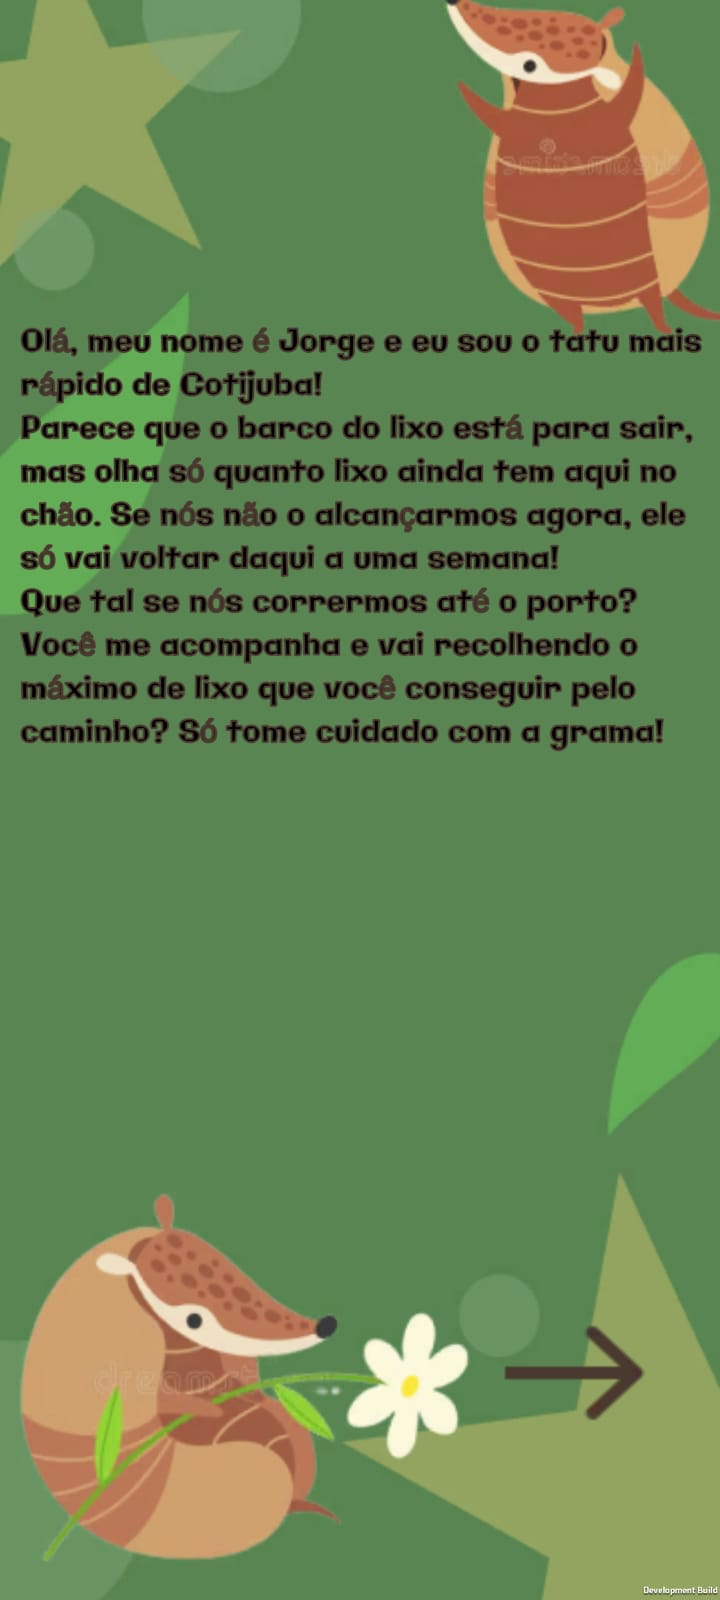 Olá, meu nome é Jorge e eu sou o tatu mais
rápido de Cotijuba!
Parece que o barco do lixo está para sair,
mas olha só quanto lixo ainda tem aqui no
chão. Se nós não o alcançarmos agora, ele
só vai voltar daqui a uma semana!
Que tal se nós corrermos até o porto?
Você me acompanha e vai recolhendo o
máximo de lixo que você conseguir pelo
caminho? Só tome cuidado com a grama!
Development Build